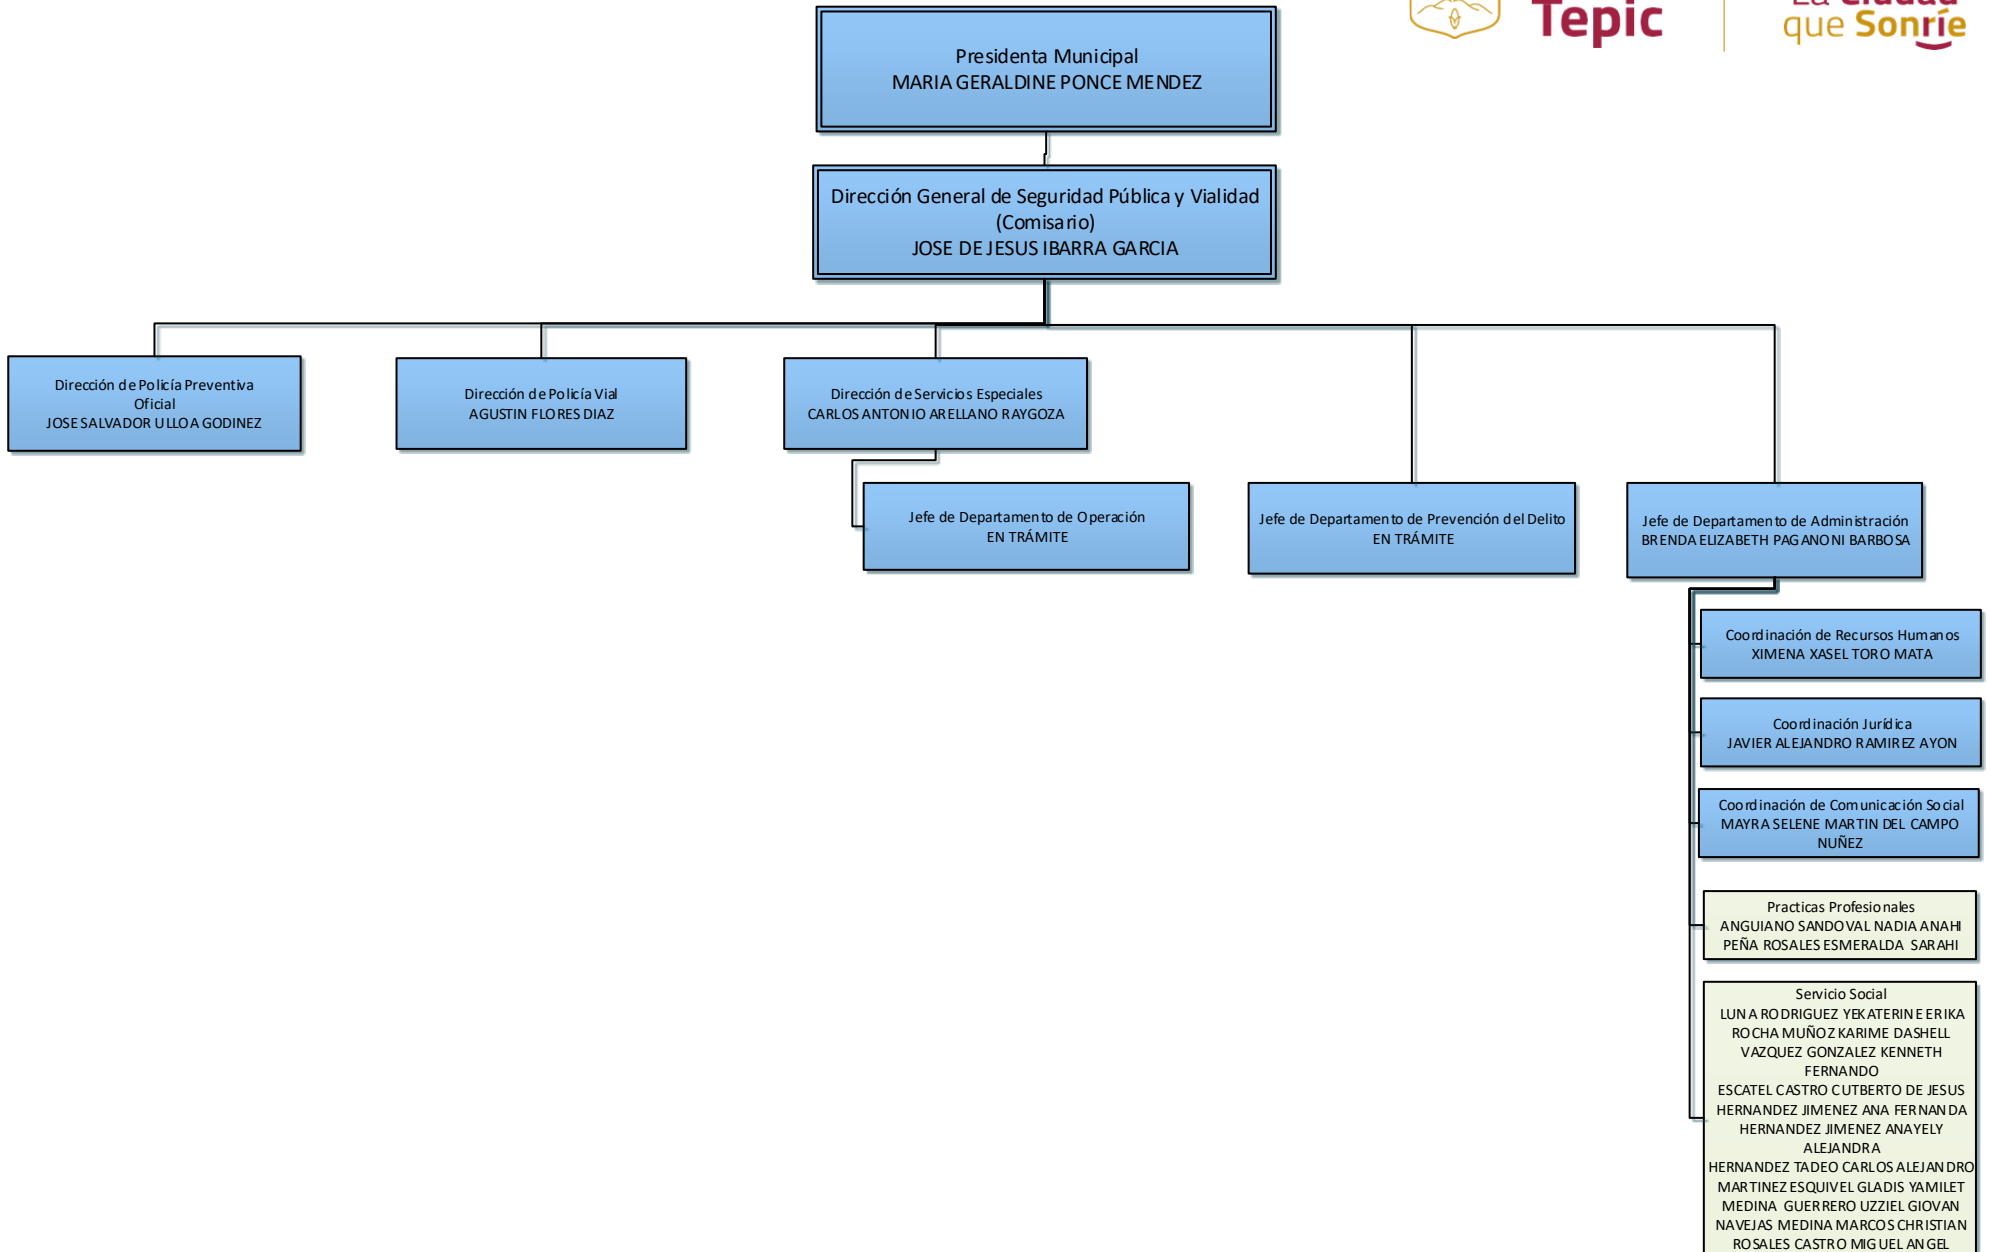 Tepic
La Ciudad
que Sonríe
Presidenta Municipal
MARIA GERALDINE PONCE MENDEZ
Dirección General de Seguridad Pública y Vialidad
(Comisario)
JOSE DE JESUS IBARRA GARCIA
Dirección de Policía Preventiva
Oficial
JOSE SALVADOR ULLOA GODINEZ
Dirección de Policía Vial
AGUSTIN FLORES DIAZ
Dirección de Servicios Especiales
CARLOS ANTONIO ARELLANO RAYGOZA
Jefe de Departamento de Operación
EN TRÁMITE
Jefe de Departamento de Prevención del Delito
EN TRÁMITE
Jefe de Departamento de Administración
BRENDA ELIZABETH PAGANONI BARBOSA
Coordinación de Recursos Humanos
XIMENA XASEL TORO MATA
Coordinación Jurídica
JAVIER ALEJANDRO RAMIREZ AYON
Coordinación de Comunicación Social
MAYRA SELENE MARTIN DEL CAMPO
NUÑEZ
Practicas Profesionales
ANGUIANO SANDOVAL NADIA ANAHI
PEÑA ROSALES ESMERALDA SARAHI
Servicio Social
LUNA RODRIGUEZ YEKATERINE ERIKA
ROCHA MUÑOZ KARIME DASHELL
VAZQUEZ GONZALEZ KENNETH
FERNANDO
ESCATEL CASTRO CUTBERTO DE JESUS
HERNANDEZ JIMENEZ ANA FERNANDA
HERNANDEZ JIMENEZ ANAYELY
ALEJANDRA
HERNANDEZ TADEO CARLOS ALEJANDRO
MARTINEZ ESQUIVEL GLADIS YAMILET
MEDINA GUERRERO UZZIEL GIOVAN
NAVEJAS MEDINA MARCOS CHRISTIAN
ROSALES CASTRO MIGUEL ANGEL